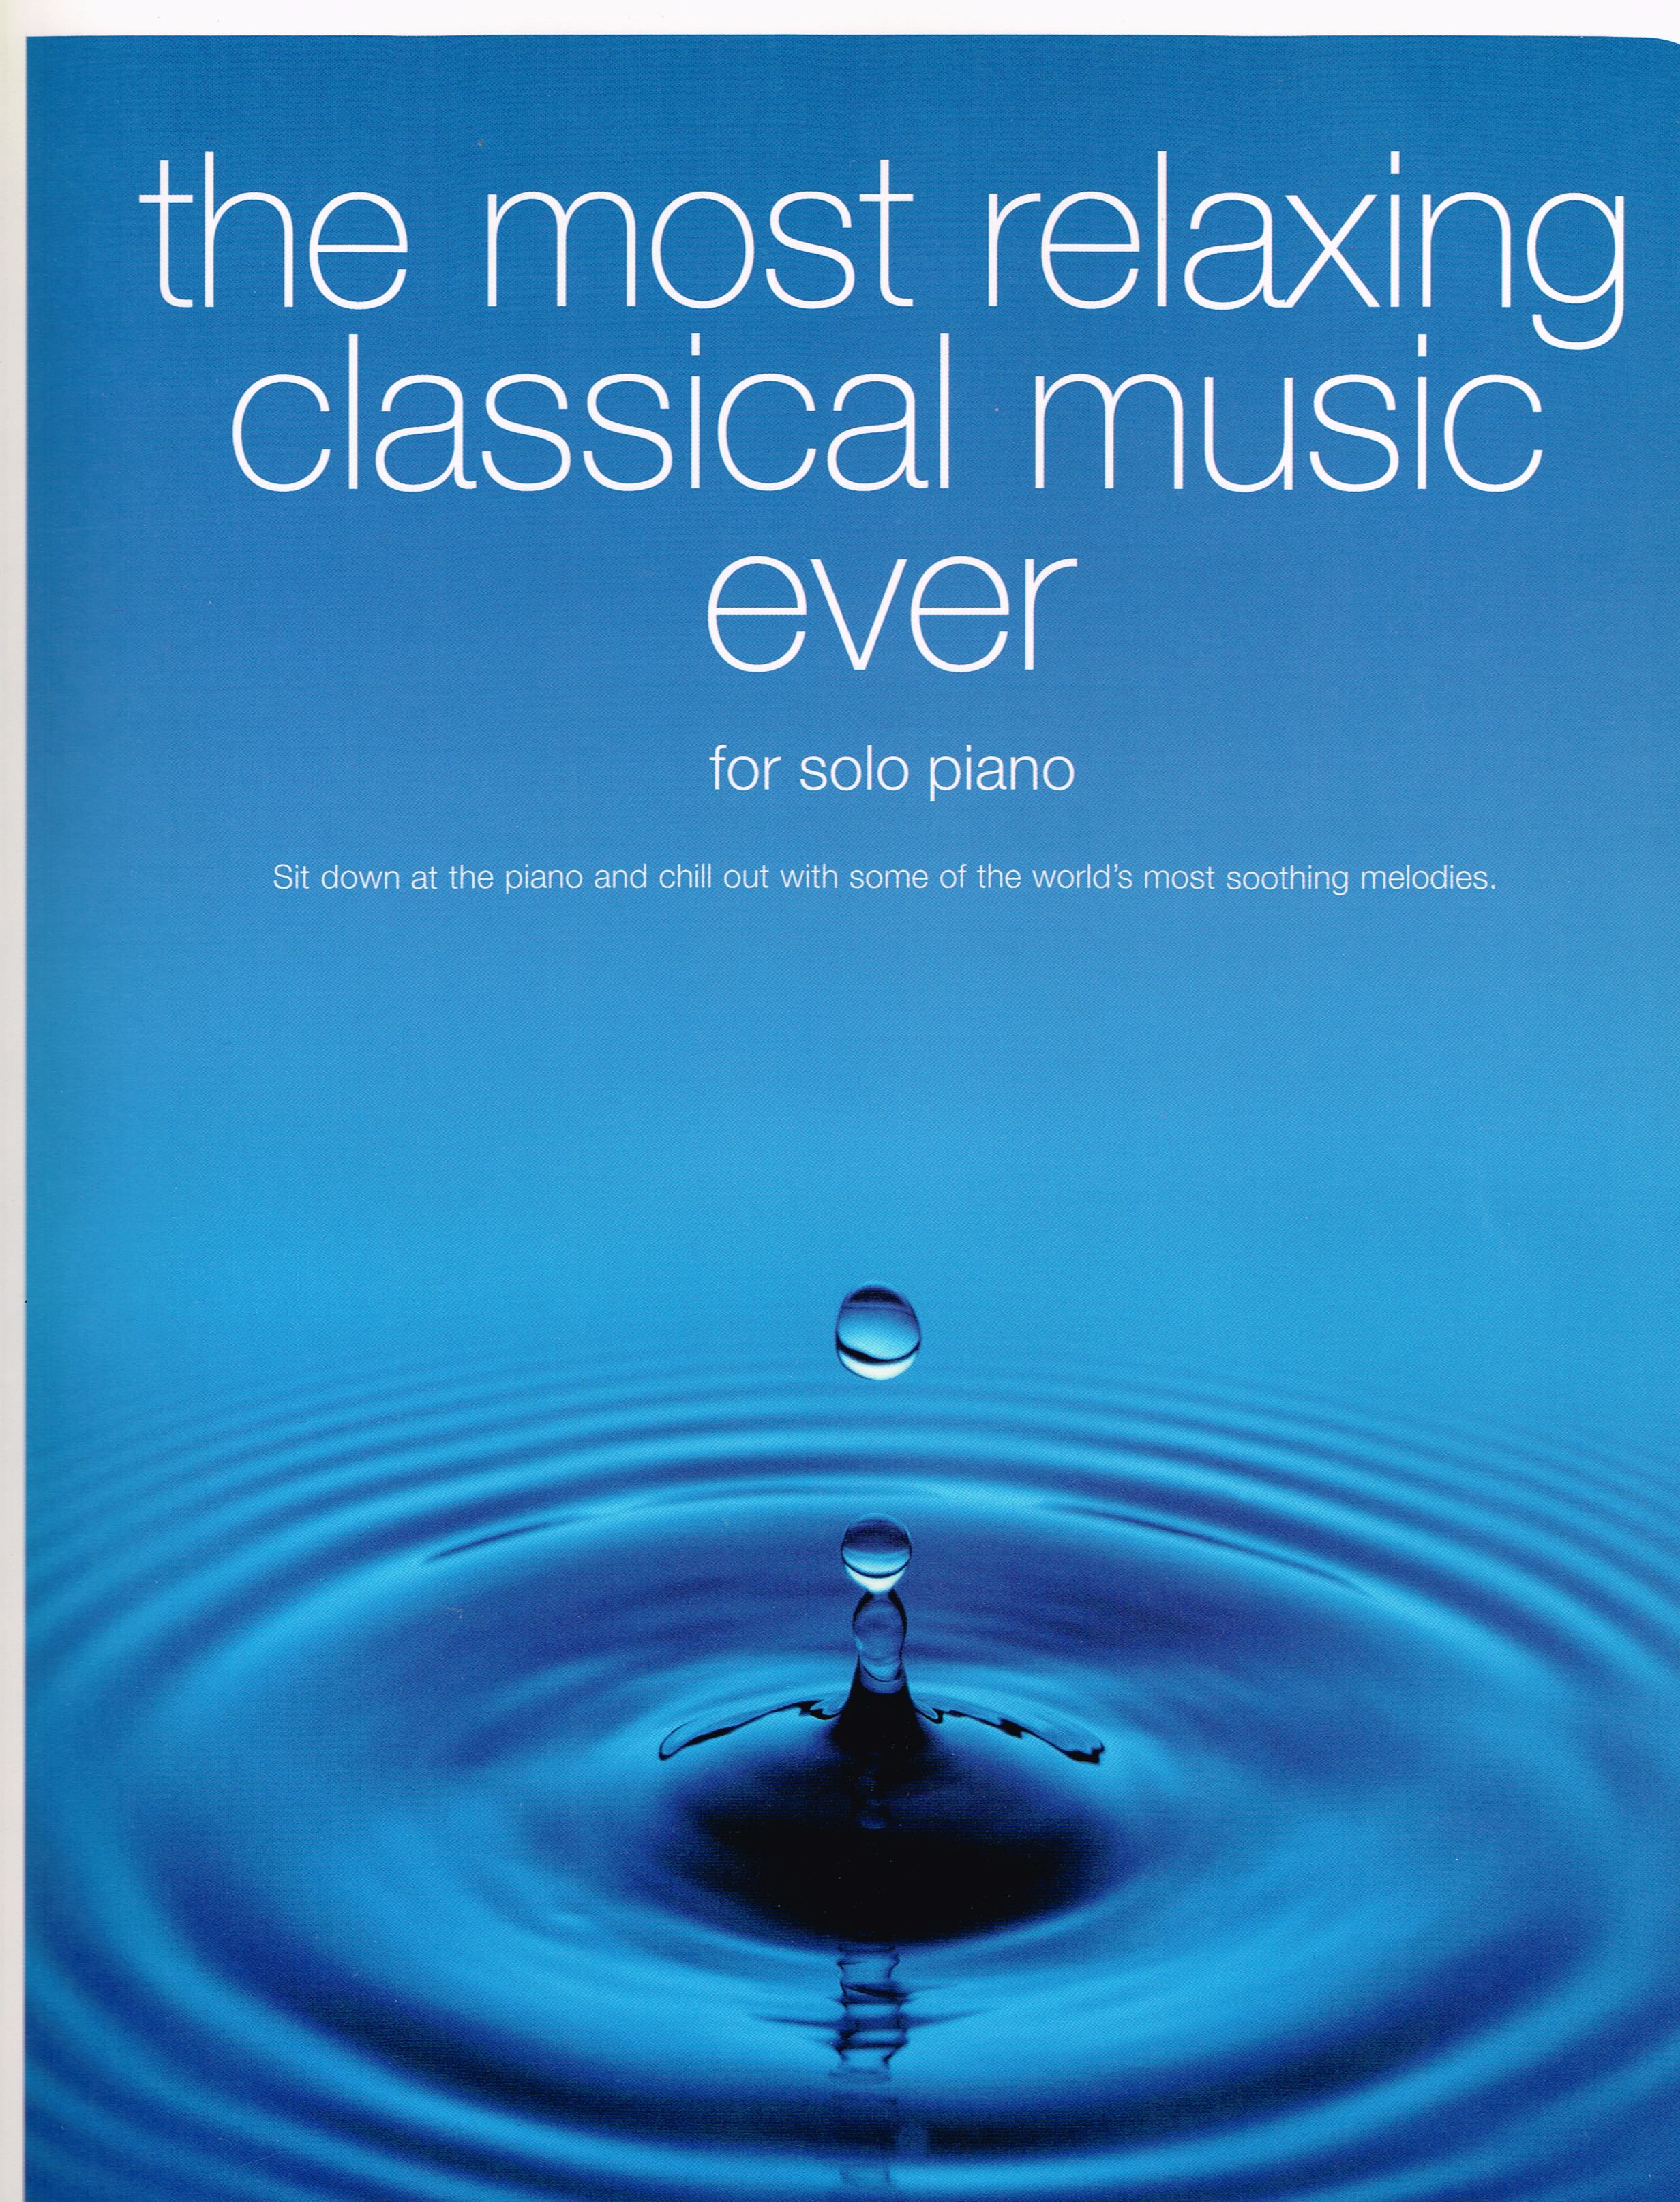 the most relaxing
classical music
ever
for solo piano
Sit down at the piano and chill out with some of the world's most soothing melodies.